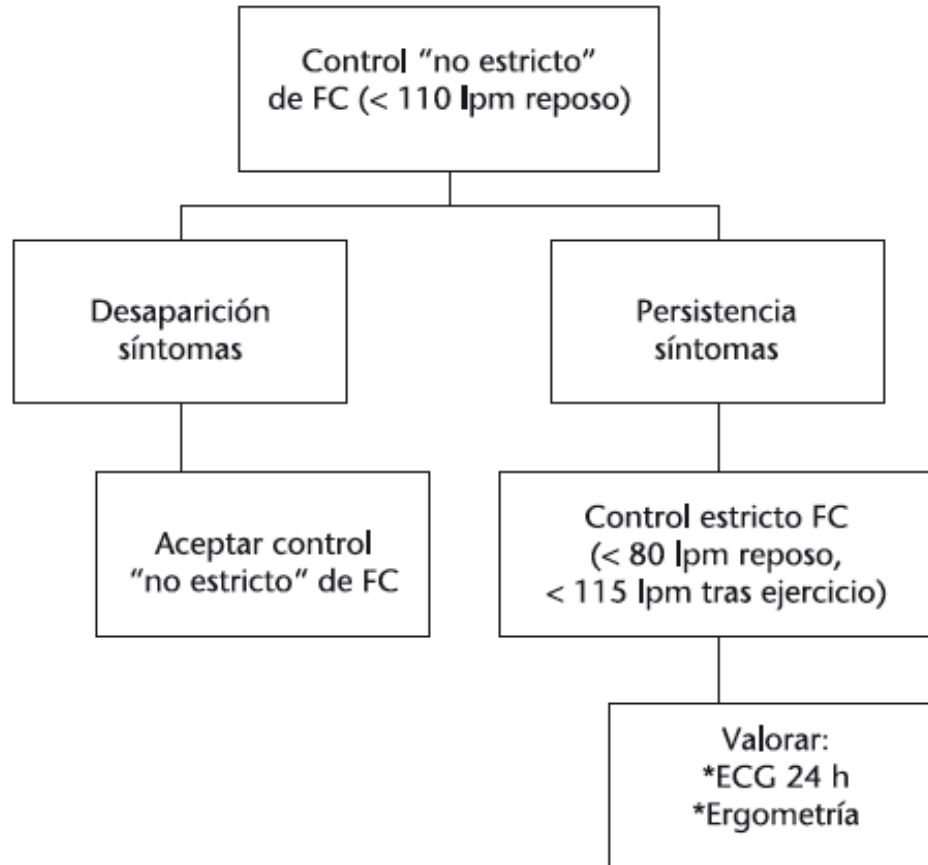 Control “no estricto”
de FC (< 110 lpm reposo)
Desaparición
síntomas
Persistencia
síntomas
Aceptar control
“no estricto” de FC
Control estricto FC
(< 80 lpm reposo,
< 115 lpm tras ejercicio)
Valorar:
*ECG 24 h
*Ergometría